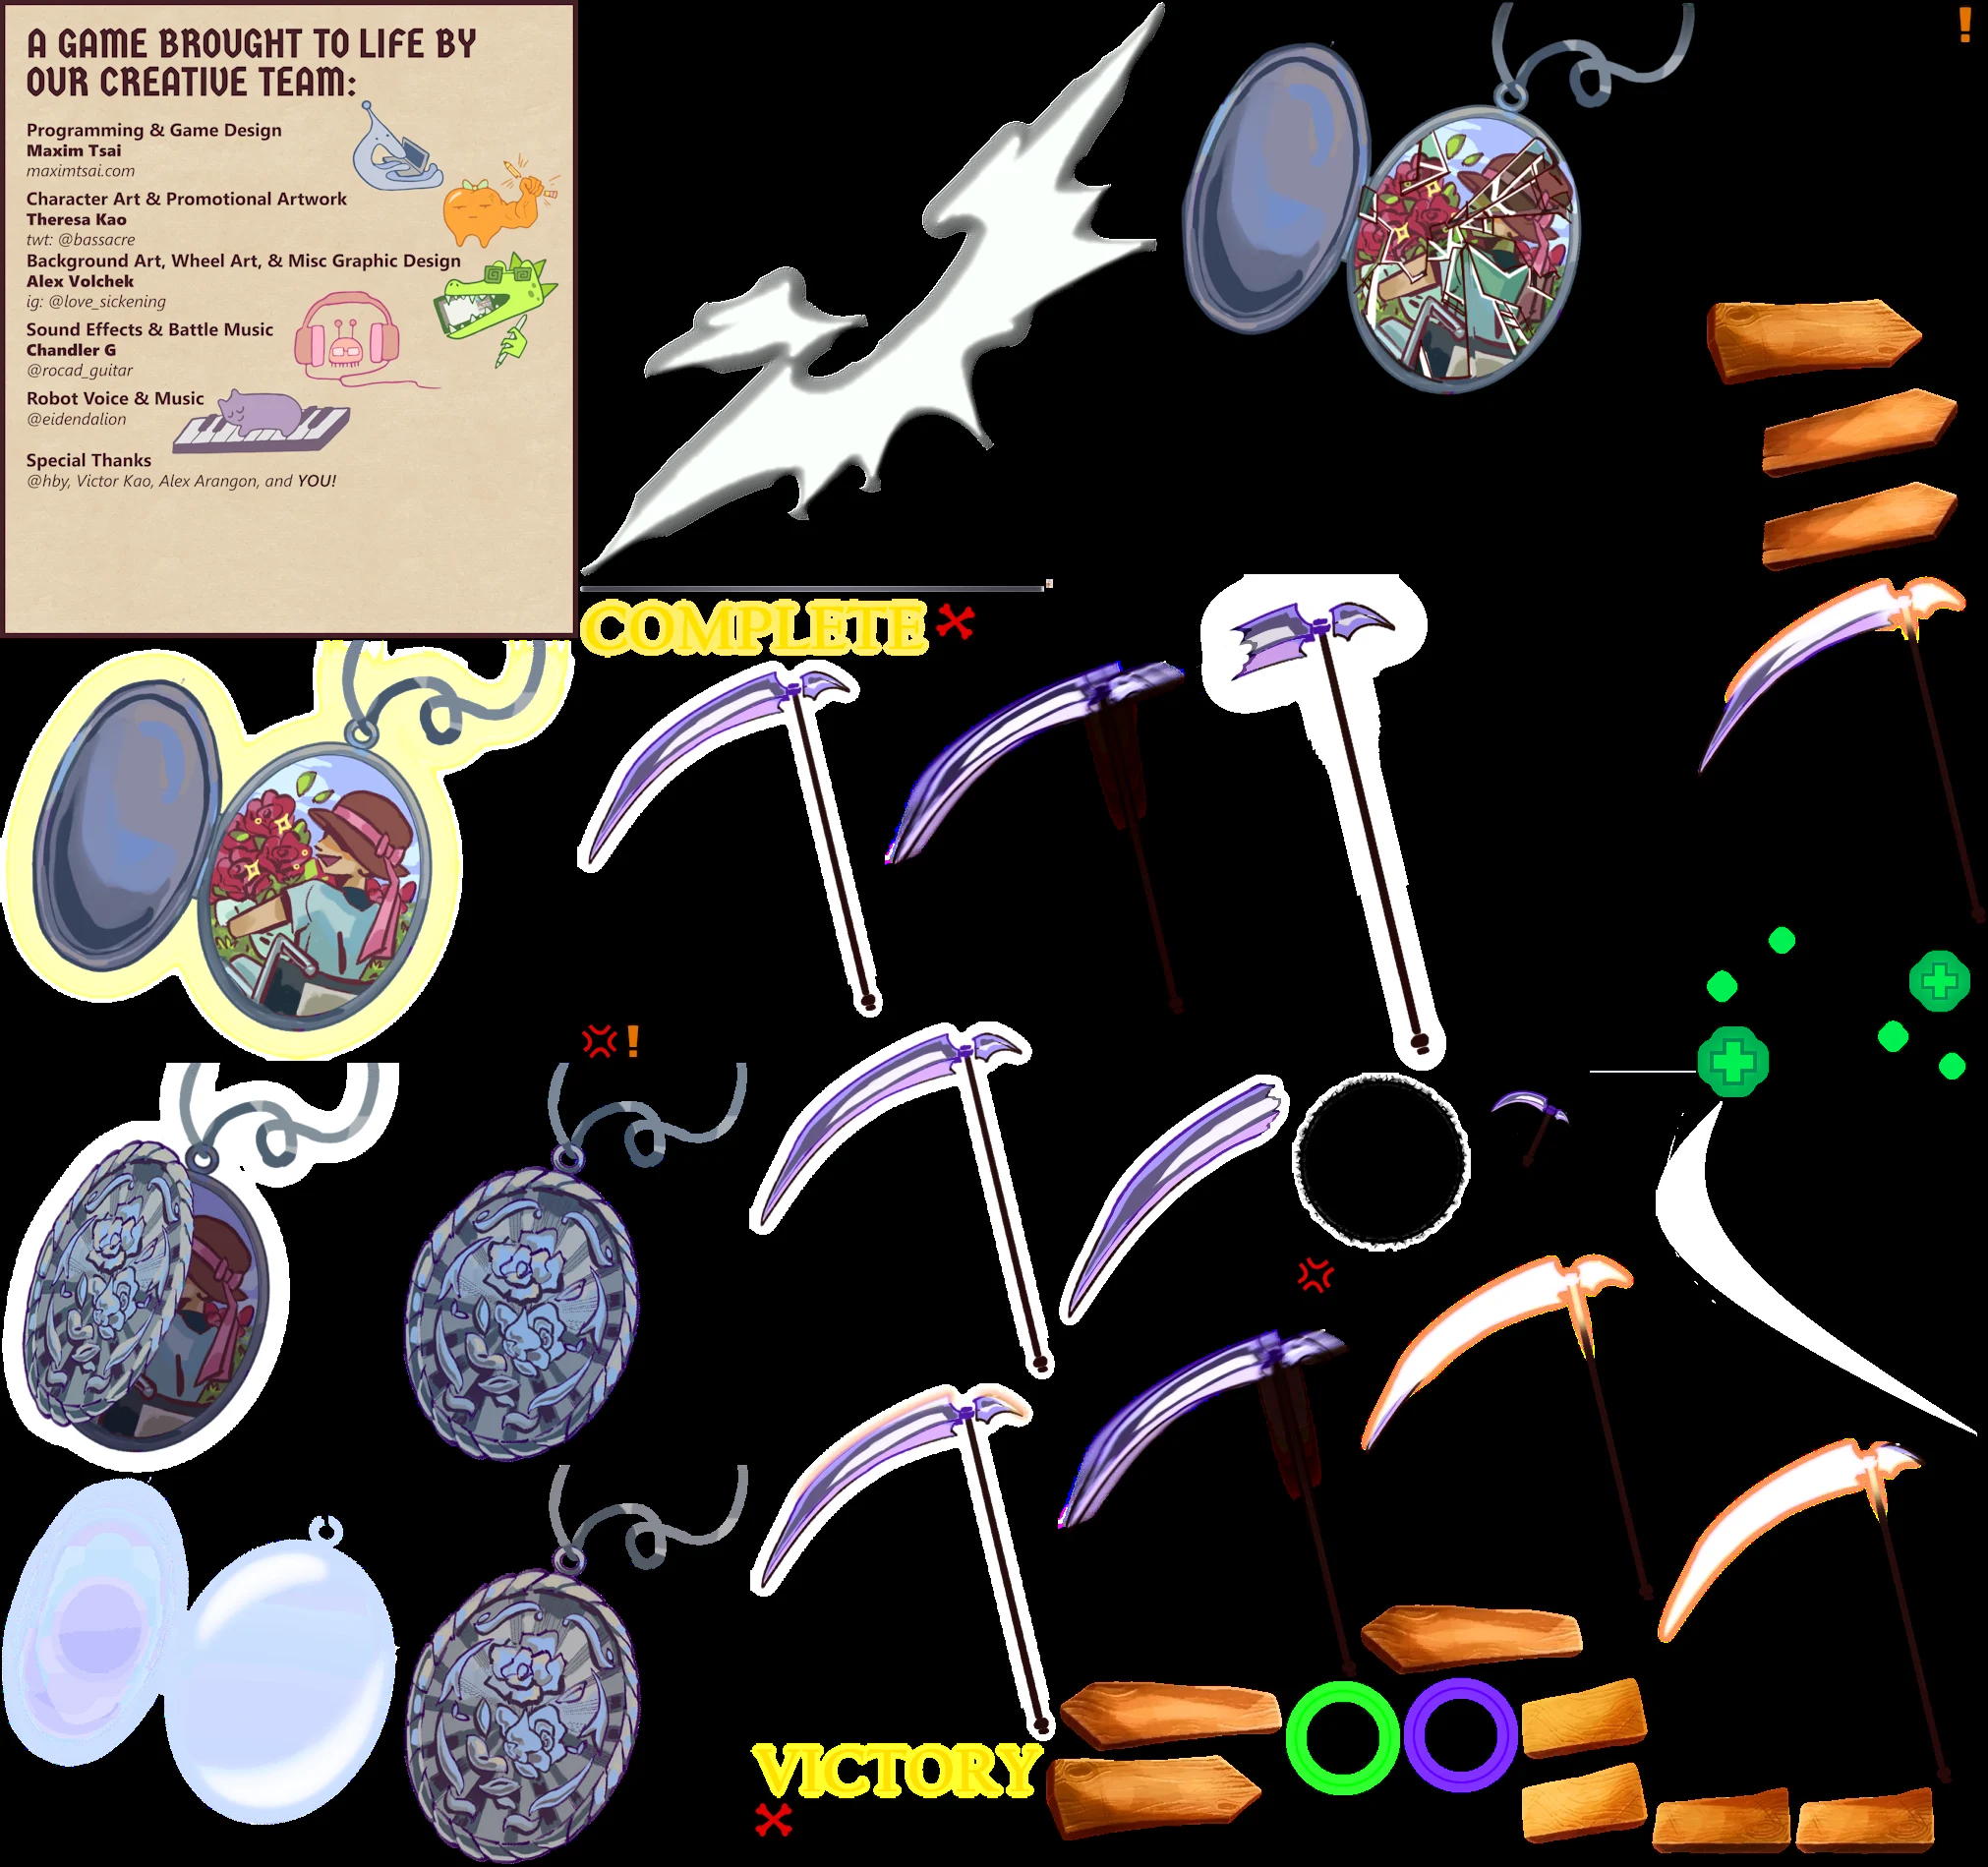 A GAME BROUGHT TO LIFE BY
OUR CREATIVE TEAM:
Programming & Game Design
Maxim Tsai
maximtsai.com
Character Art & Promotional Artwork
Theresa Kao
twt: @bassacre
Background Art, Wheel Art, & Misc Graphic Design
Alex Volchek
ig: @love_sickening
Sound Effects & Battle Music
Chandler G
@rocad_guitar
Robot Voice & Music
@eidendalion
Special Thanks
@hby, Victor Kao, Alex Arangon, and YOU!
!
COMPLETE
!
VICTORY